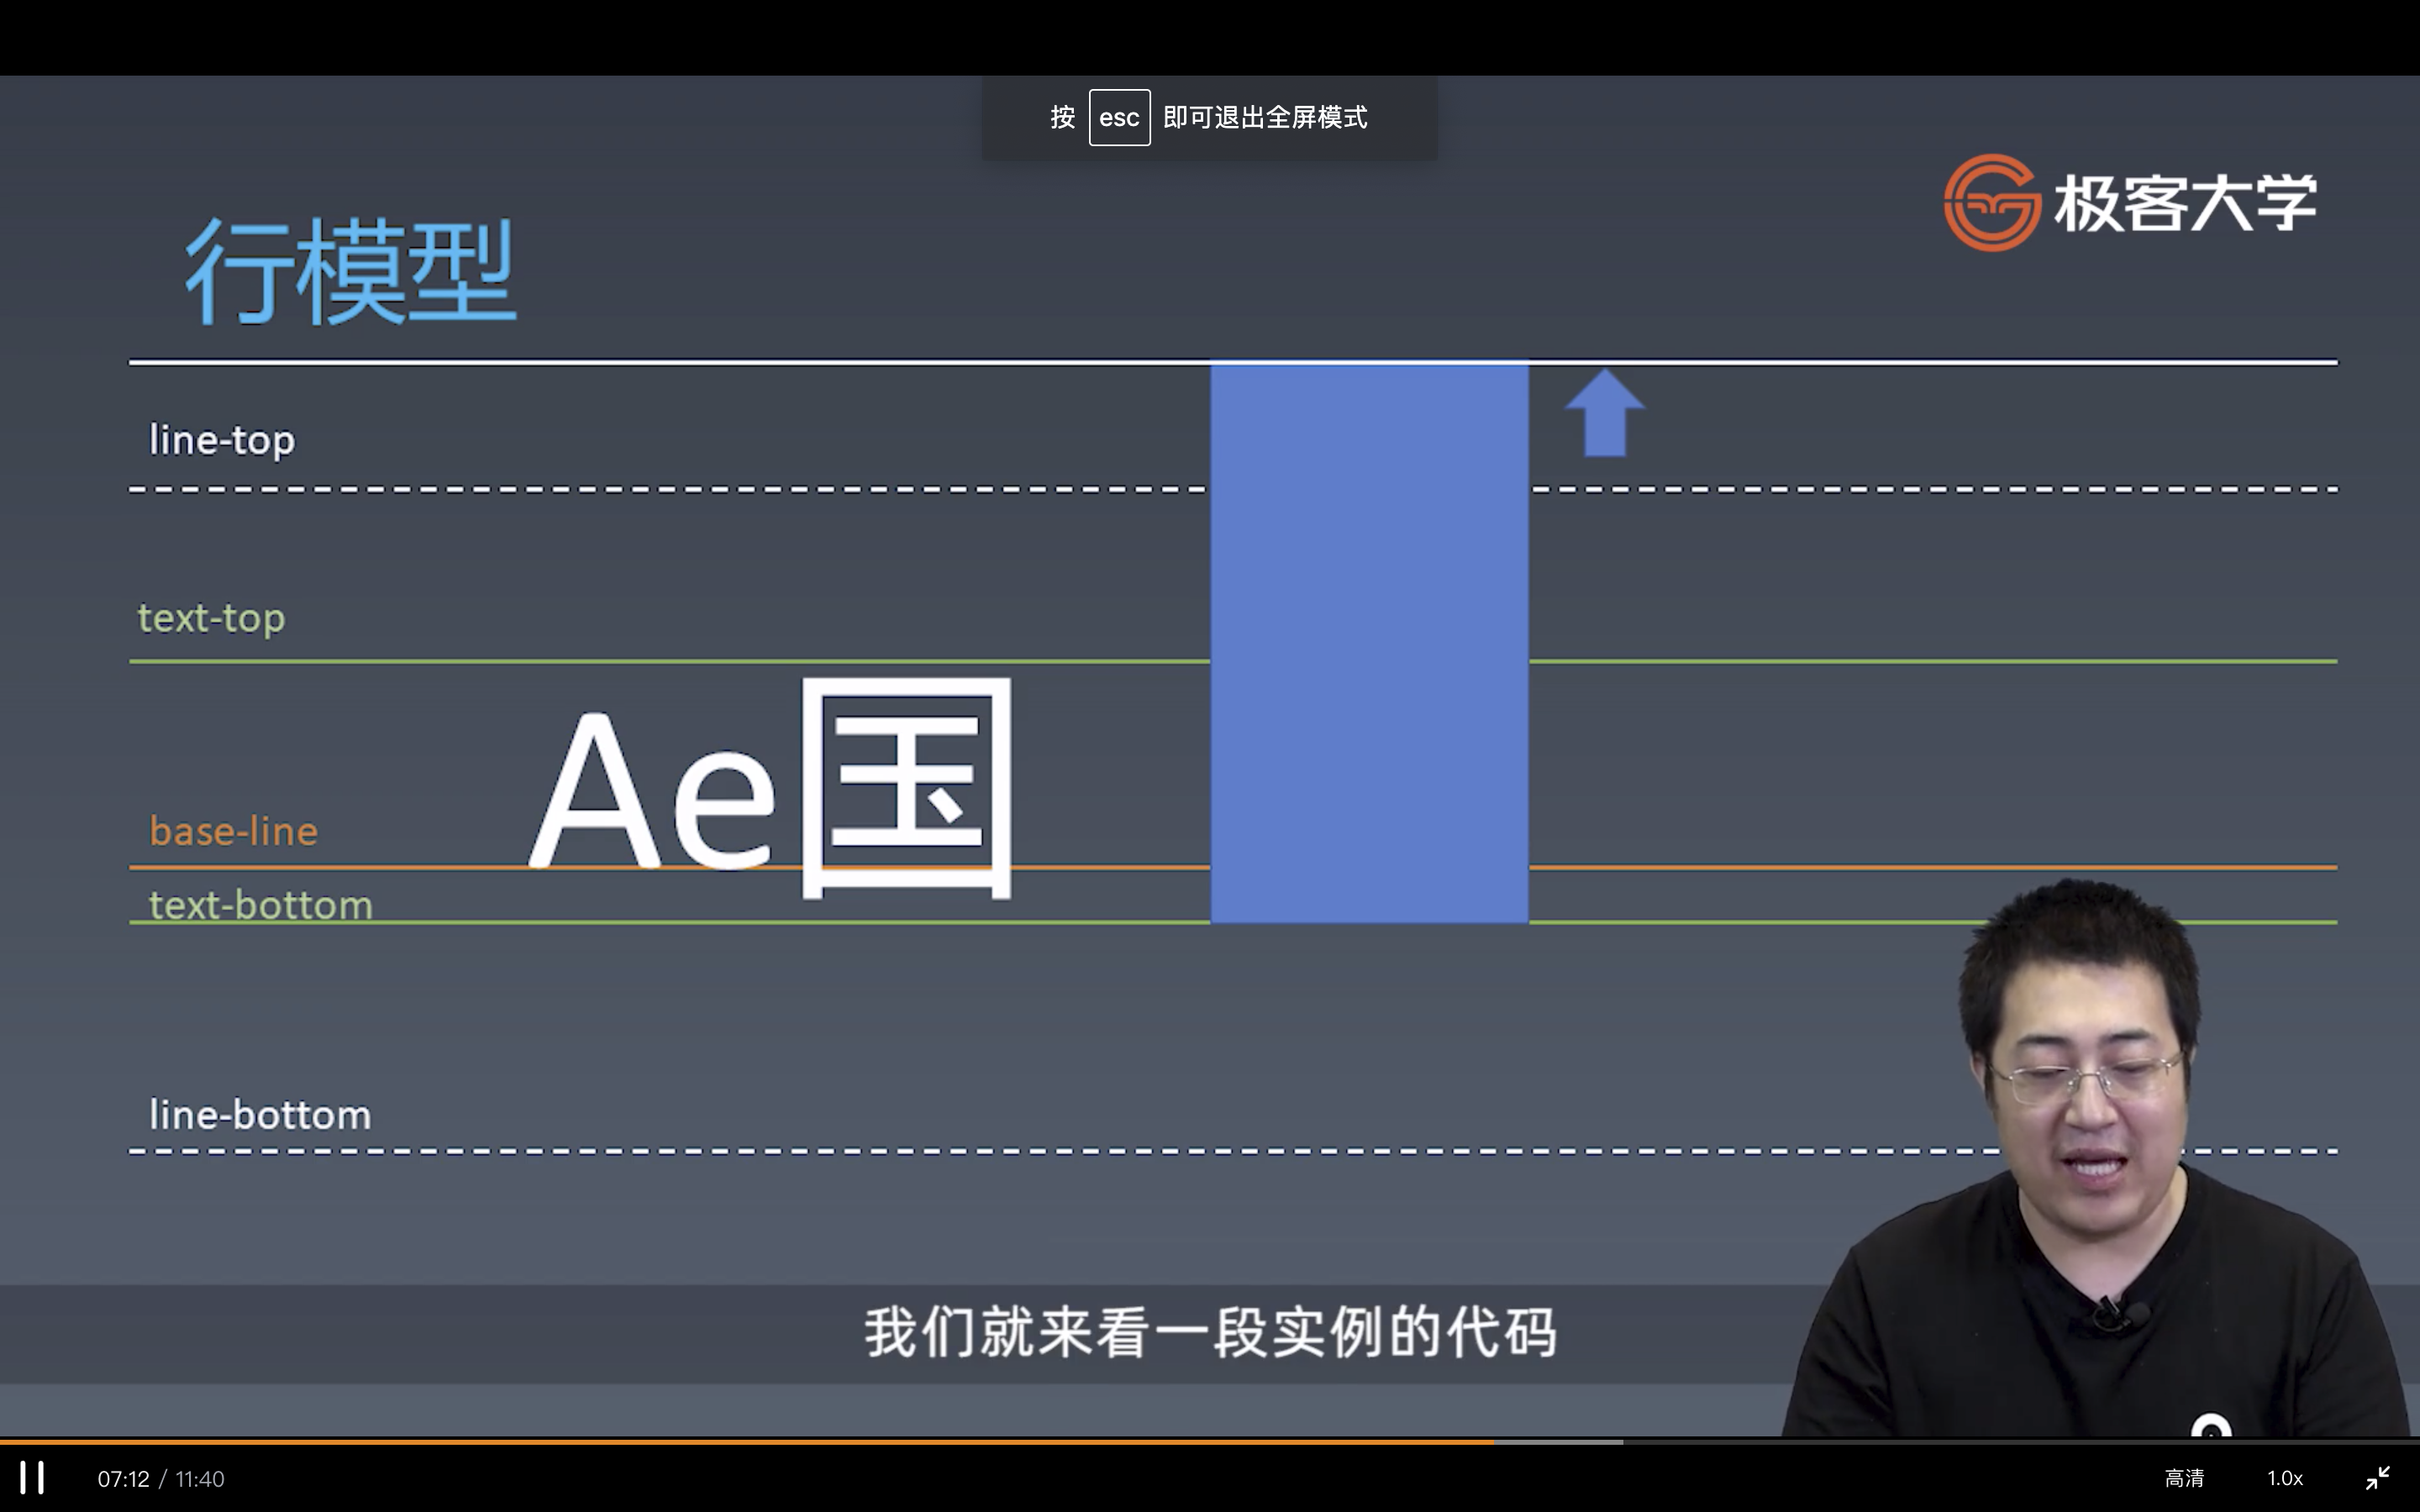 按 esc 即可退出全屏模式
极客大学
行模型
line-top
text-top
Ae国
base-line
text-bottom
line-bottom
我们就来看一段实例的代码
07:12 / 11:40
高清
1.0x